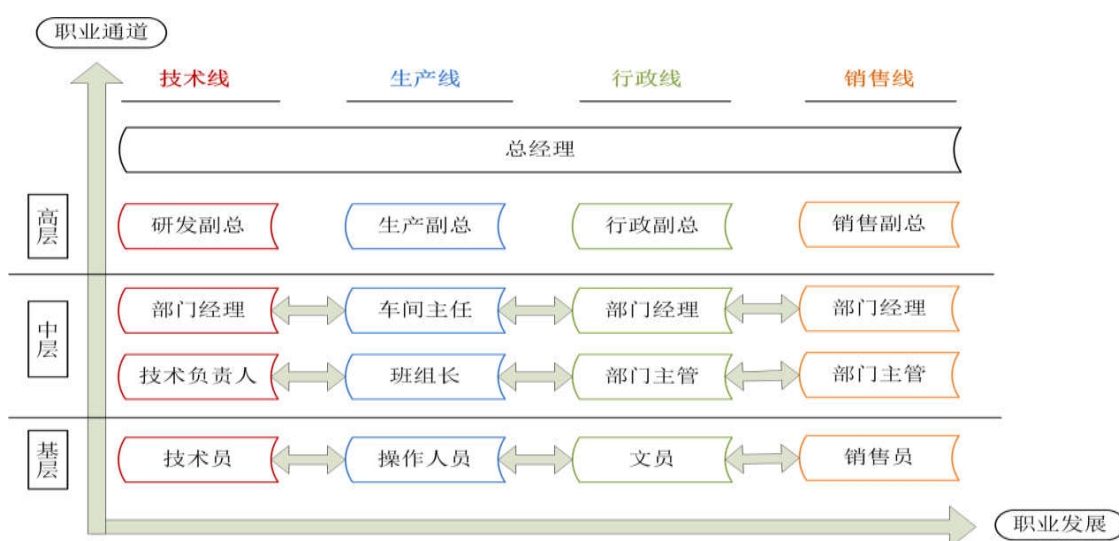 职业通道
技术线 生产线 行政线 销售线
总经理
高层
研发副总 生产副总 行政副总 销售副总
中层
部门经理 车间主任 部门经理 部门经理
技术负责人 班组长 部门主管 部门主管
基层
技术员 操作人员 文员 销售员
职业发展